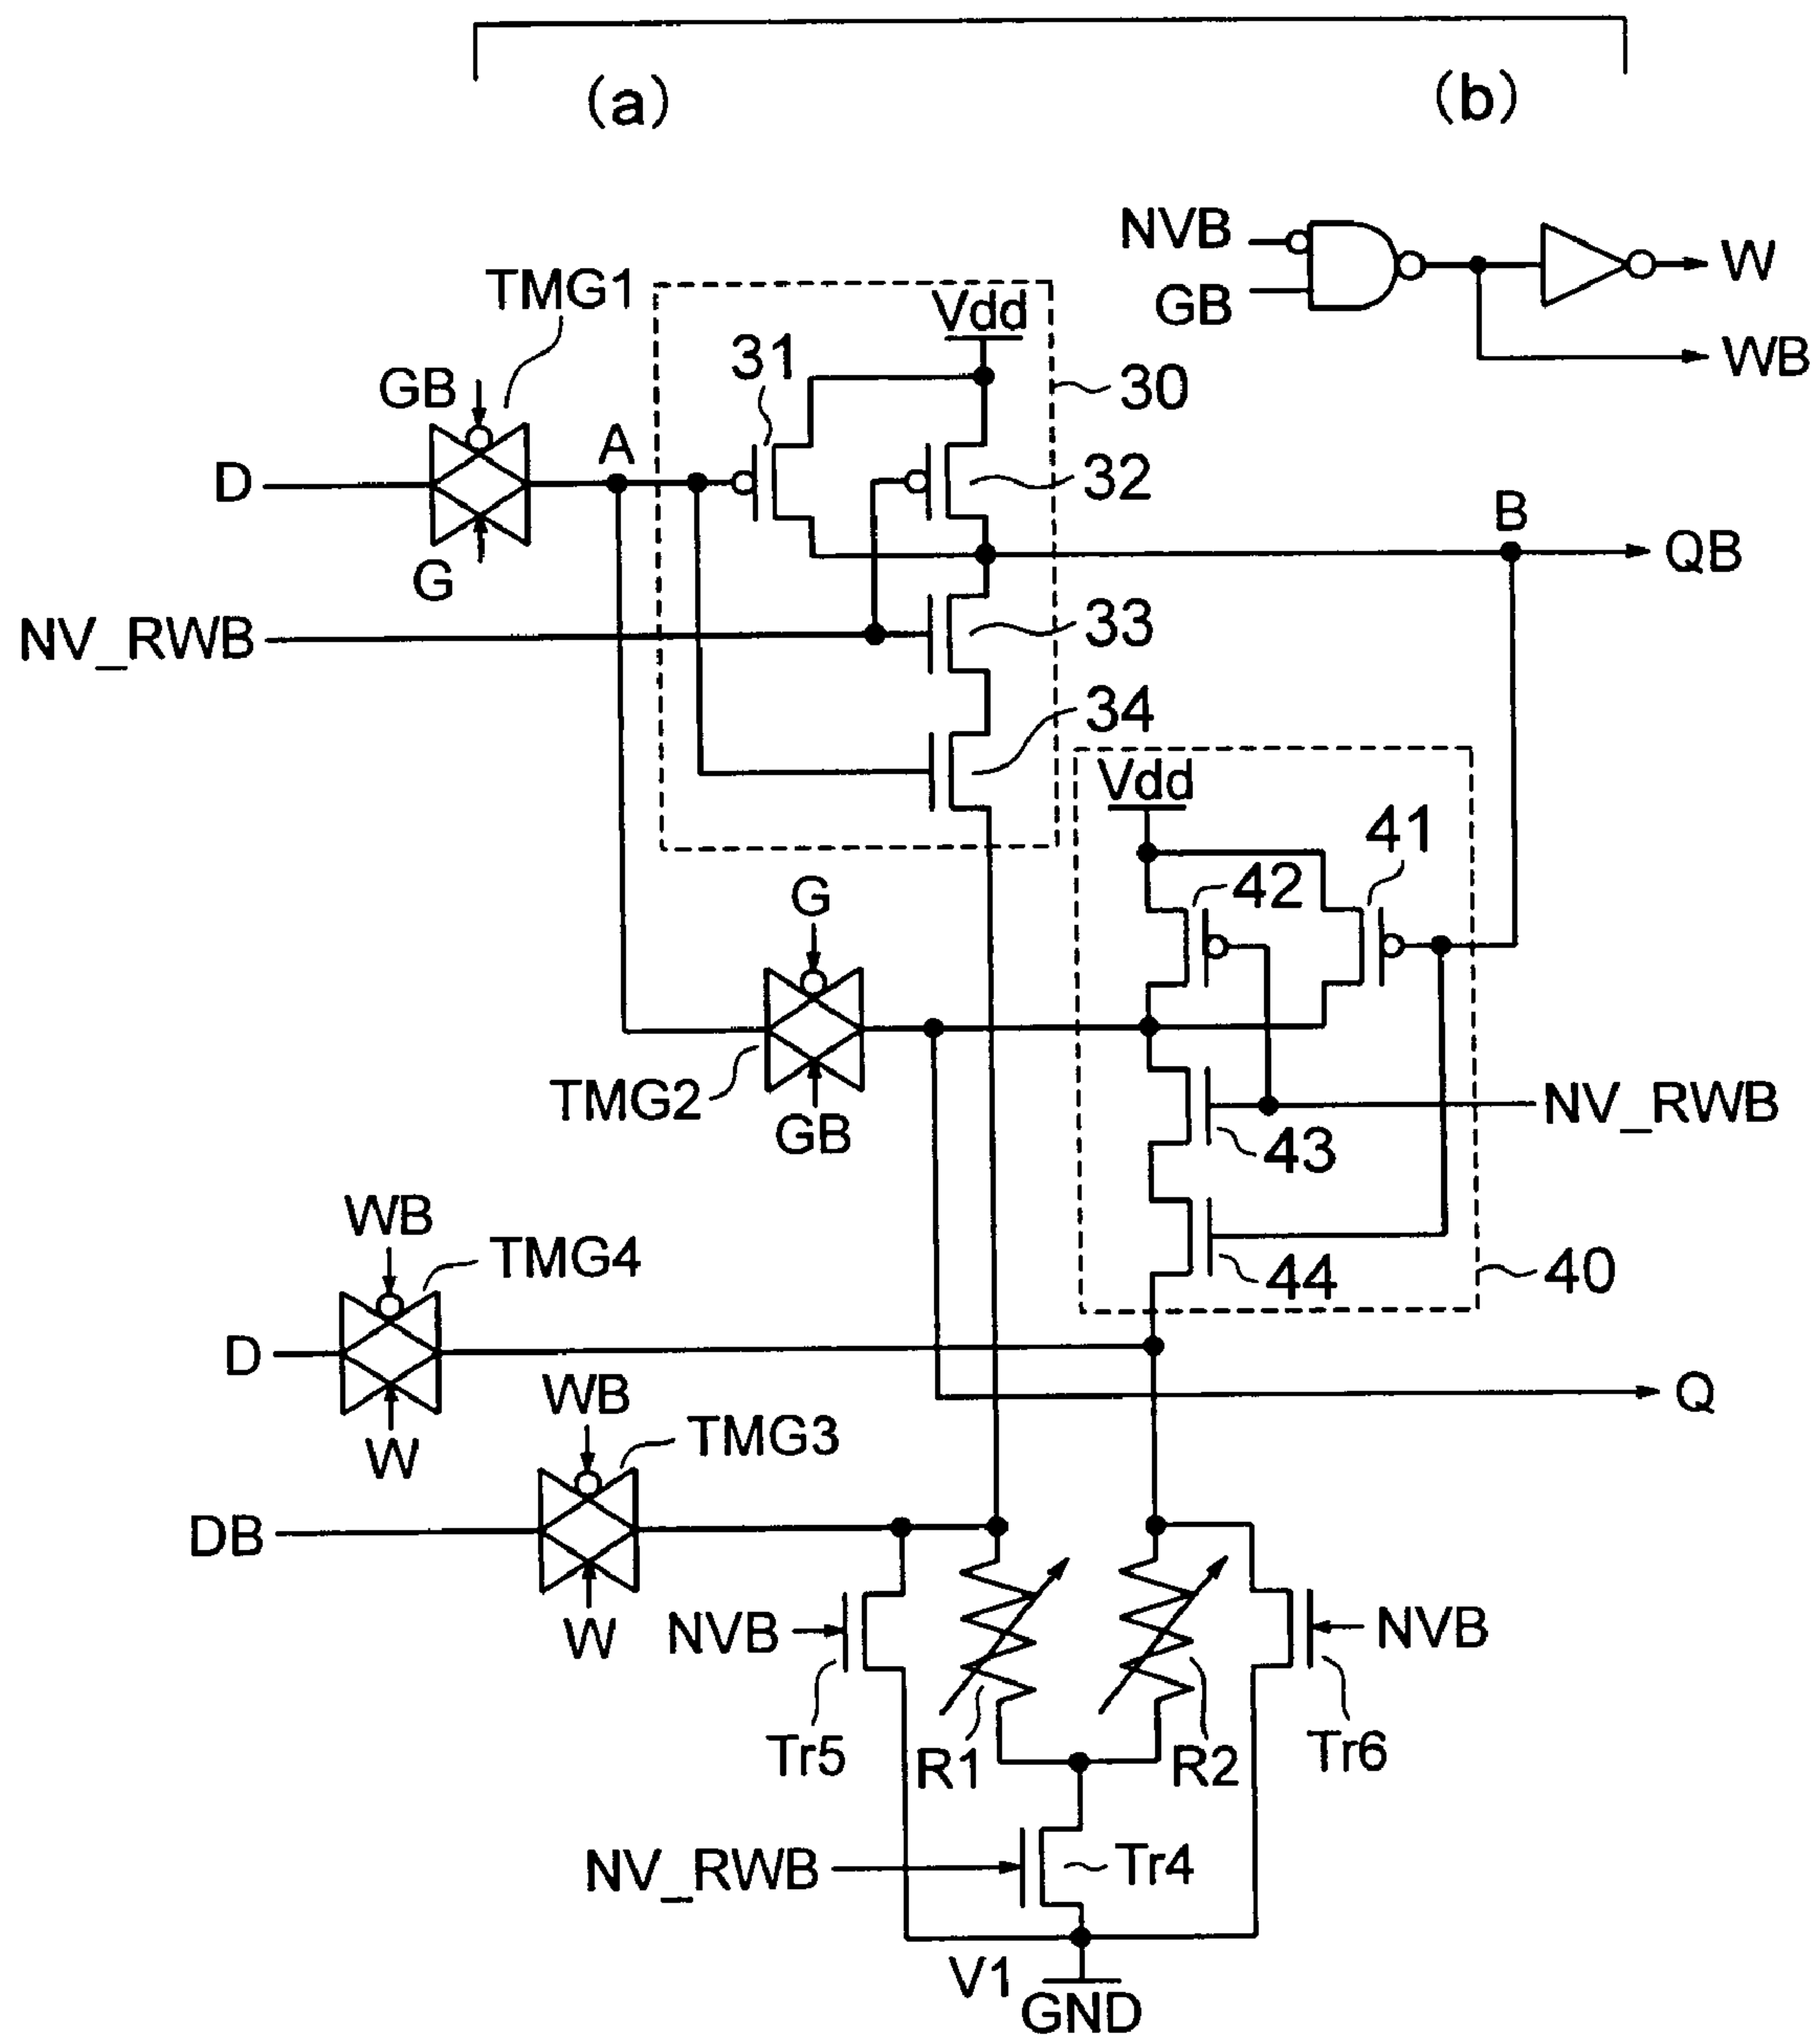 (a)
(b)
NVB
GB
W
WB
TMG1
Vdd
31
30
GB
A
D
32
B
QB
G
NV_RWB
33
34
Vdd
41
G
42
TMG2
GB
NV_RWB
43
WB
TMG4
44
40
D
W
WB
TMG3
Q
DB
W
NVB
NVB
Tr5
R1
R2
Tr6
NV_RWB
Tr4
V1
GND